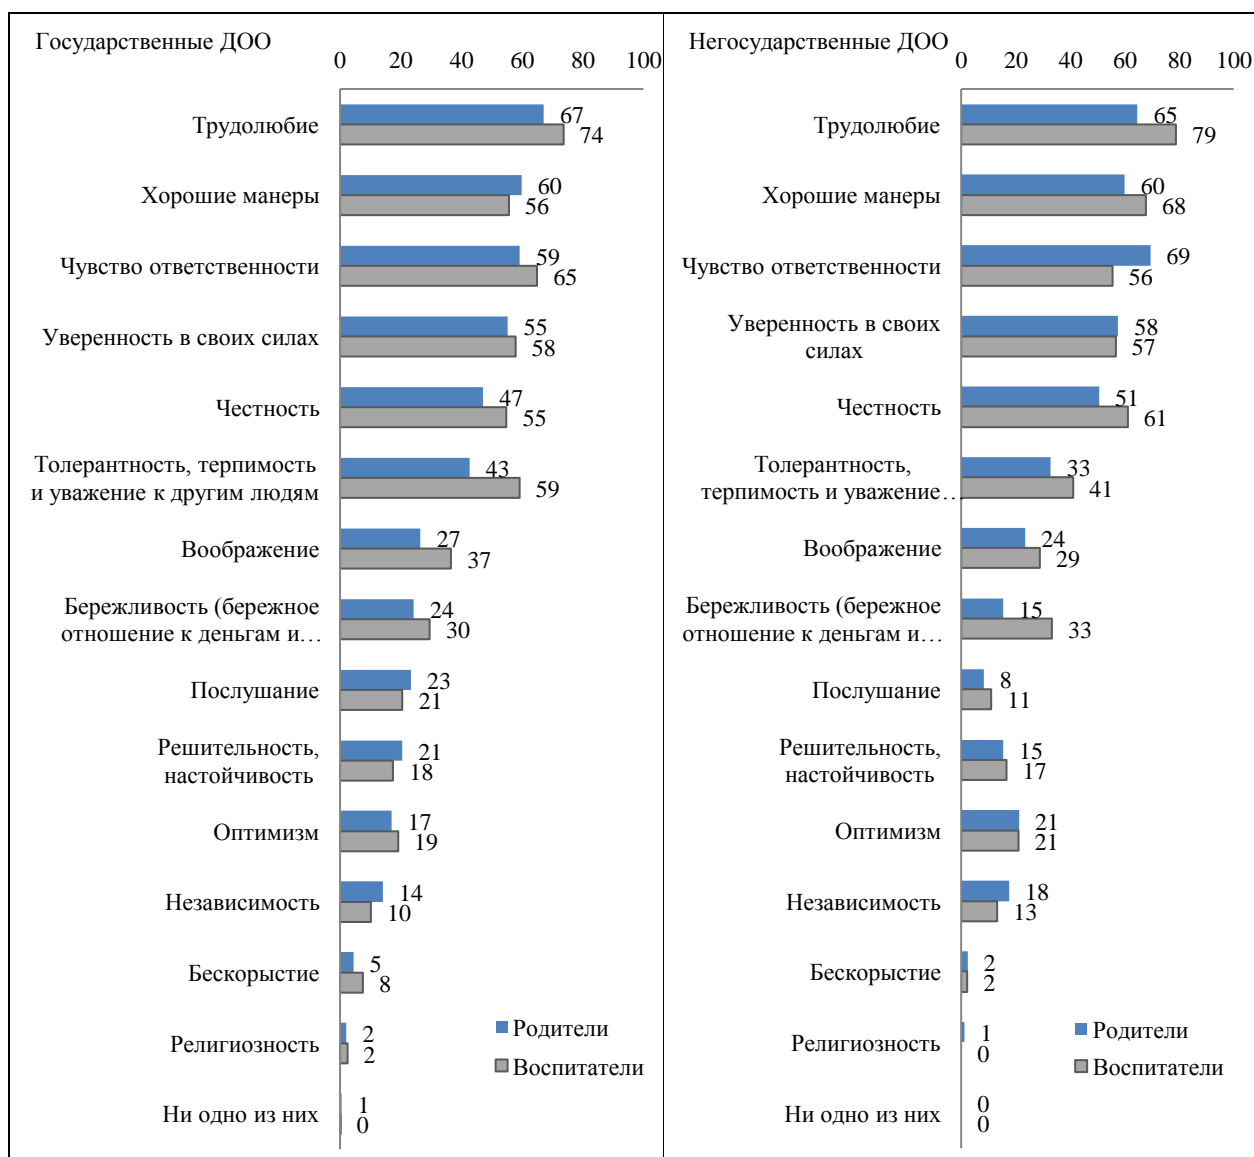 Государственные ДОО
0 20 40 60 80 100
Трудолюбие
67
74
Хорошие манеры
60
56
Чувство ответственности
59
65
Уверенность в своих силах
55
58
Честность
47
55
Толерантность, терпимость
и уважение к другим людям
43
59
Воображение
27
37
Бережливость (бережное
отношение к деньгам и…
24
30
Послушание
23
21
Решительность,
настойчивость
21
18
Оптимизм
17
19
Независимость
14
10
Бескорыстие
5
8
Религиозность
2
2
Ни одно из них
1
0
Родители
Воспитатели
Негосударственные ДОО
0 20 40 60 80 100
Трудолюбие
65
79
Хорошие манеры
60
68
Чувство ответственности
69
56
Уверенность в своих
силах
58
57
Честность
51
61
Толерантность,
терпимость и уважение…
33
41
Воображение
24
29
Бережливость (бережное
отношение к деньгам и…
15
33
Послушание
8
11
Решительность,
настойчивость
15
17
Оптимизм
21
21
Независимость
18
13
Бескорыстие
2
2
Религиозность
1
0
Ни одно из них
0
0
Родители
Воспитатели